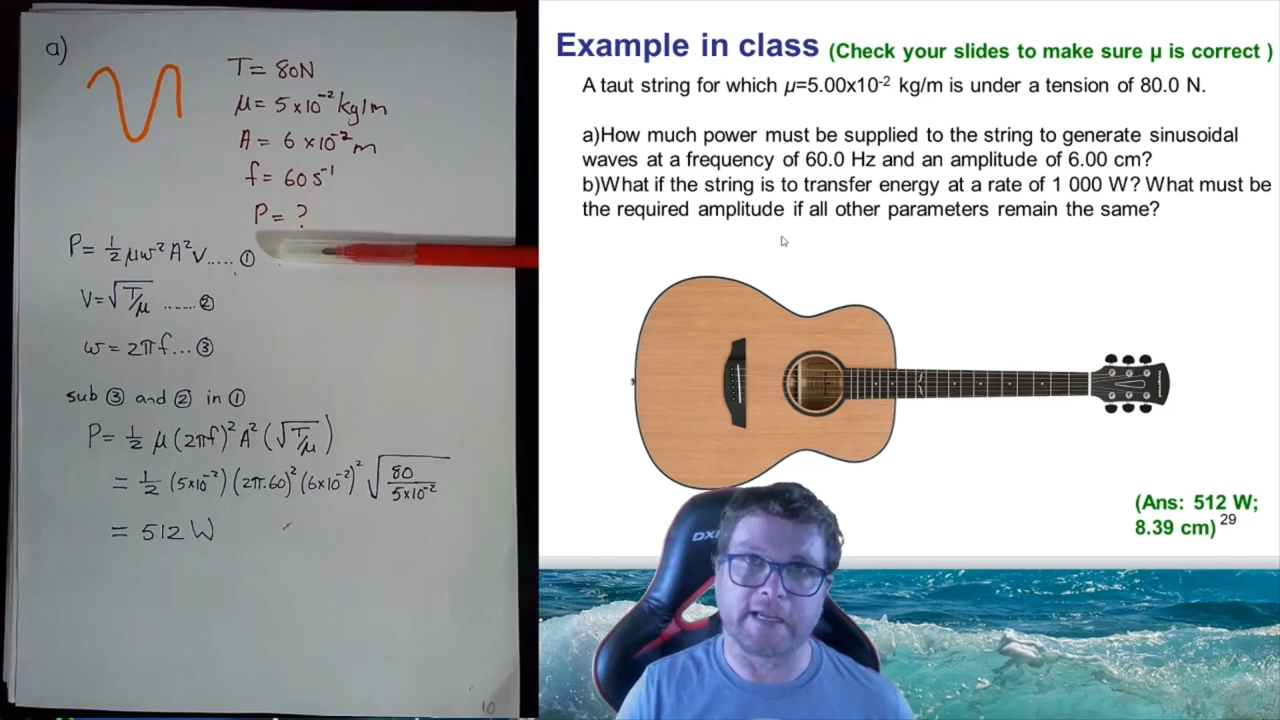 a)
T= 80N
μ= 5 x10⁻² kg/m
A= 6 x10⁻² m
f= 60 s⁻¹
P= ?
P= ½ μω² A² V ..... ①
V= √T/μ ...... ②
ω = 2πf... ③
sub ③ and ② in ①
P= ½ μ (2πf)² A² (√T/μ)
= ½ (5x10⁻²) (2π.60)² (6x10⁻²)² √80/5x10⁻²
= 512 W
10
Example in class (Check your slides to make sure μ is correct )
A taut string for which μ=5.00x10⁻² kg/m is under a tension of 80.0 N.
a)How much power must be supplied to the string to generate sinusoidal
waves at a frequency of 60.0 Hz and an amplitude of 6.00 cm?
b)What if the string is to transfer energy at a rate of 1 000 W? What must be
the required amplitude if all other parameters remain the same?
(Ans: 512 W;
8.39 cm) 29